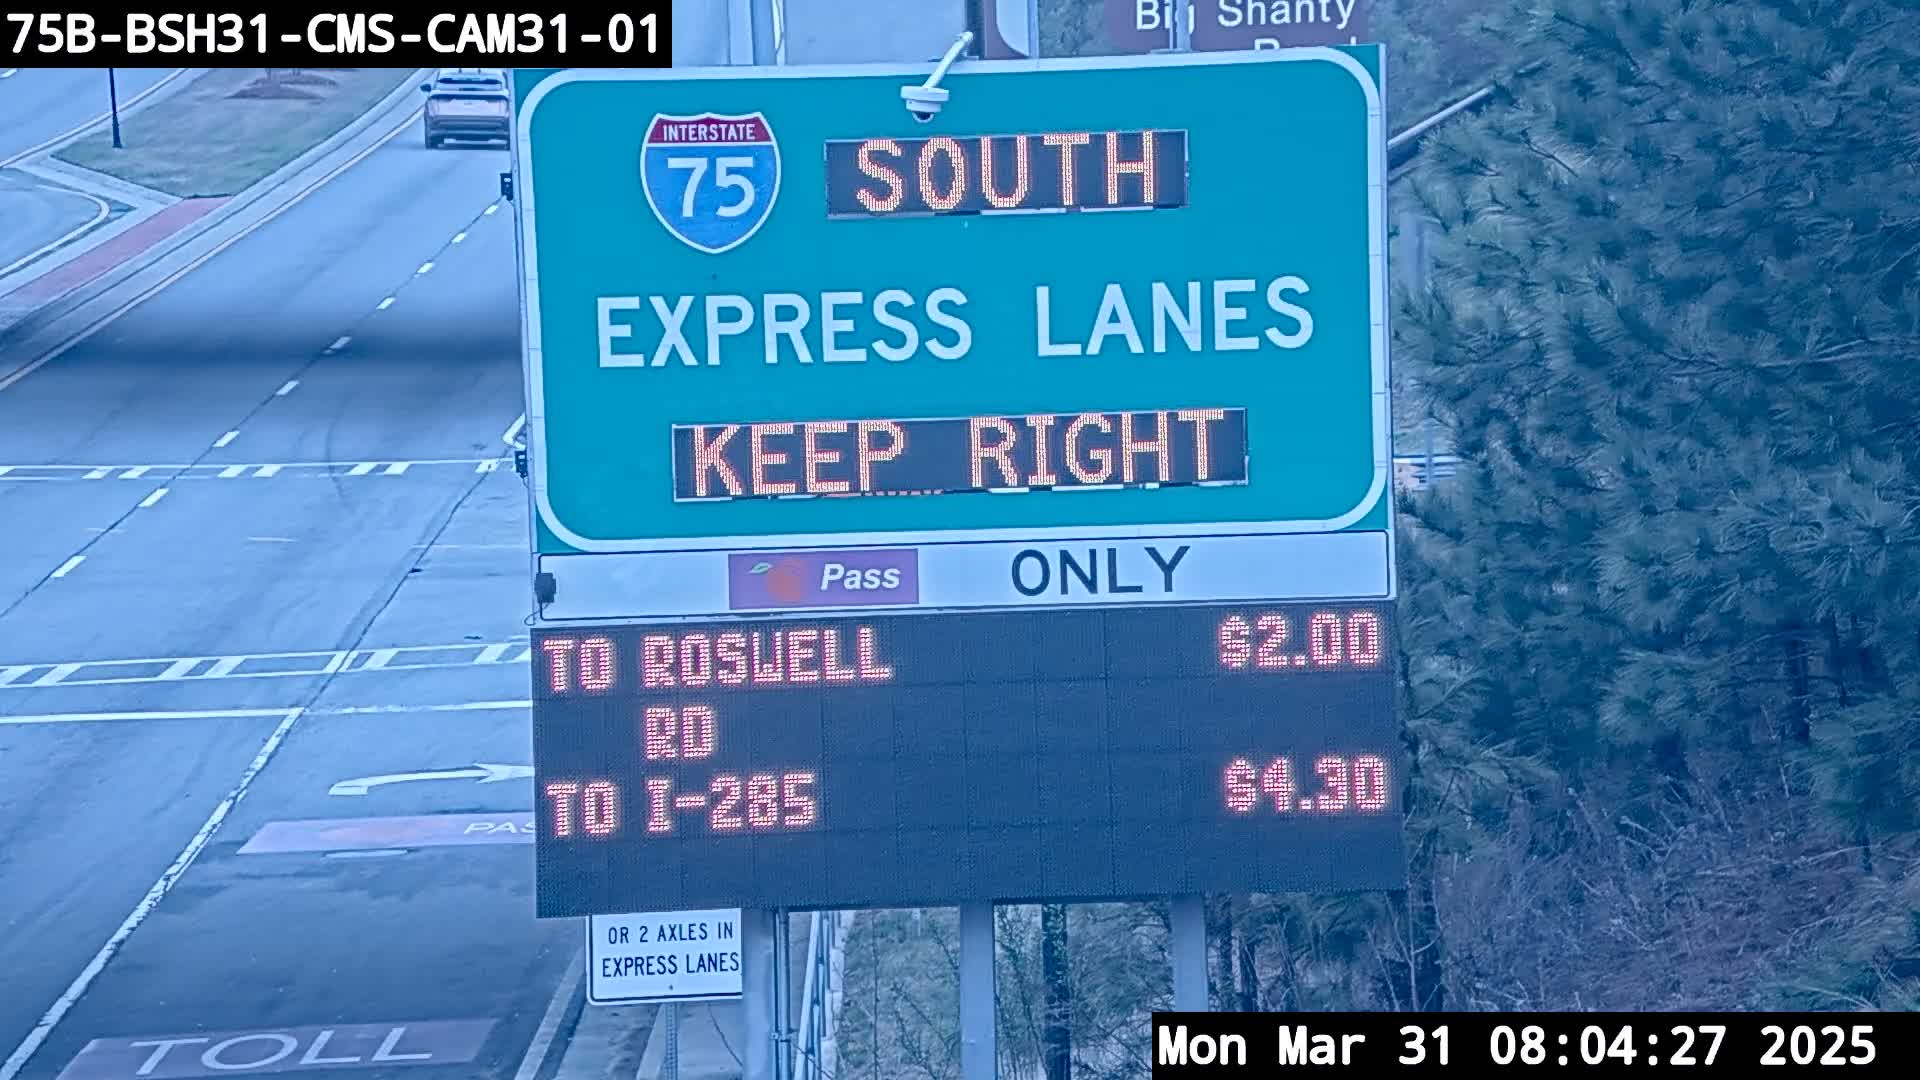 75B-BSH31-CMS-CAM31-01
Big Shanty
INTERSTATE
75
SOUTH
EXPRESS LANES
KEEP RIGHT
Pass ONLY
TO ROSWELL $2.00
RD
TO I-285 $4.30
OR 2 AXLES IN
EXPRESS LANES
TOLL
Mon Mar 31 08:04:27 2025